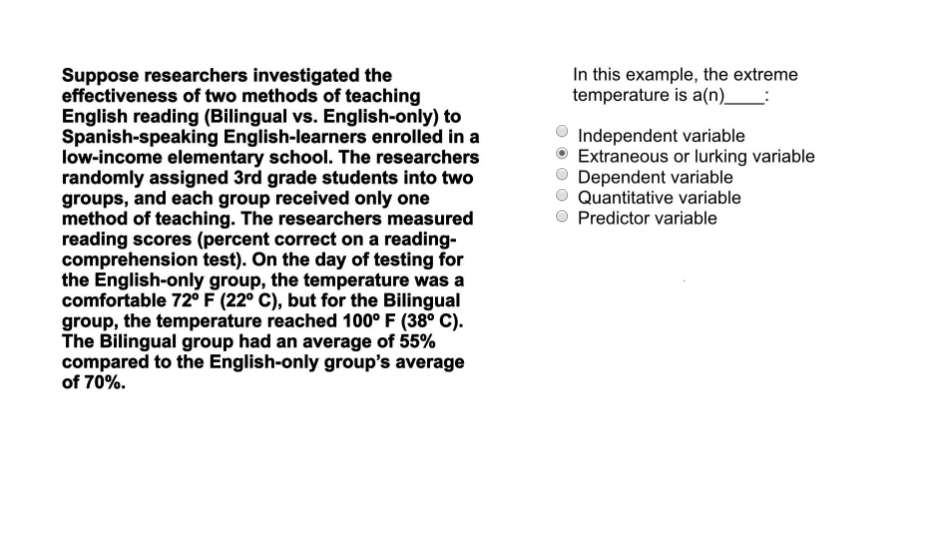 Suppose researchers investigated the
effectiveness of two methods of teaching
English reading (Bilingual vs. English-only) to
Spanish-speaking English-learners enrolled in a
low-income elementary school. The researchers
randomly assigned 3rd grade students into two
groups, and each group received only one
method of teaching. The researchers measured
reading scores (percent correct on a reading-
comprehension test). On the day of testing for
the English-only group, the temperature was a
comfortable 72º F (22º C), but for the Bilingual
group, the temperature reached 100º F (38º C).
The Bilingual group had an average of 55%
compared to the English-only group’s average
of 70%.
In this example, the extreme
temperature is a(n)____:
Independent variable
Extraneous or lurking variable
Dependent variable
Quantitative variable
Predictor variable